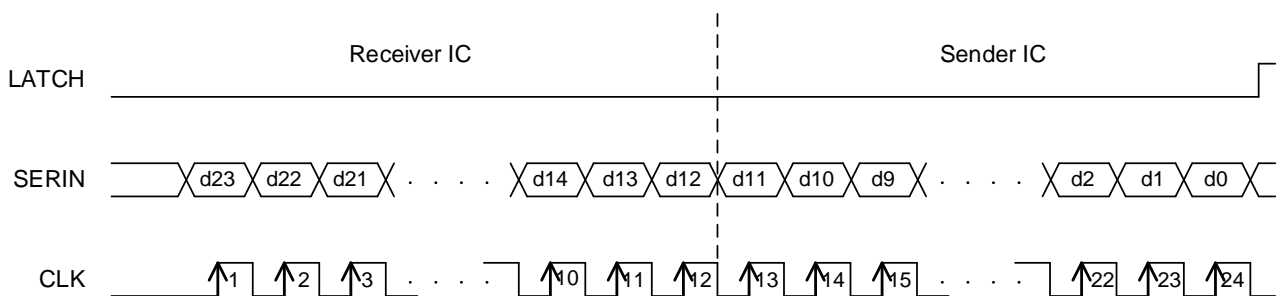 Receiver IC Sender IC
LATCH
SERIN d23 d22 d21 . . . . d14 d13 d12 d11 d10 d9 . . . . d2 d1 d0
CLK 1 2 3 . . . . 10 11 12 13 14 15 . . . . 22 23 24